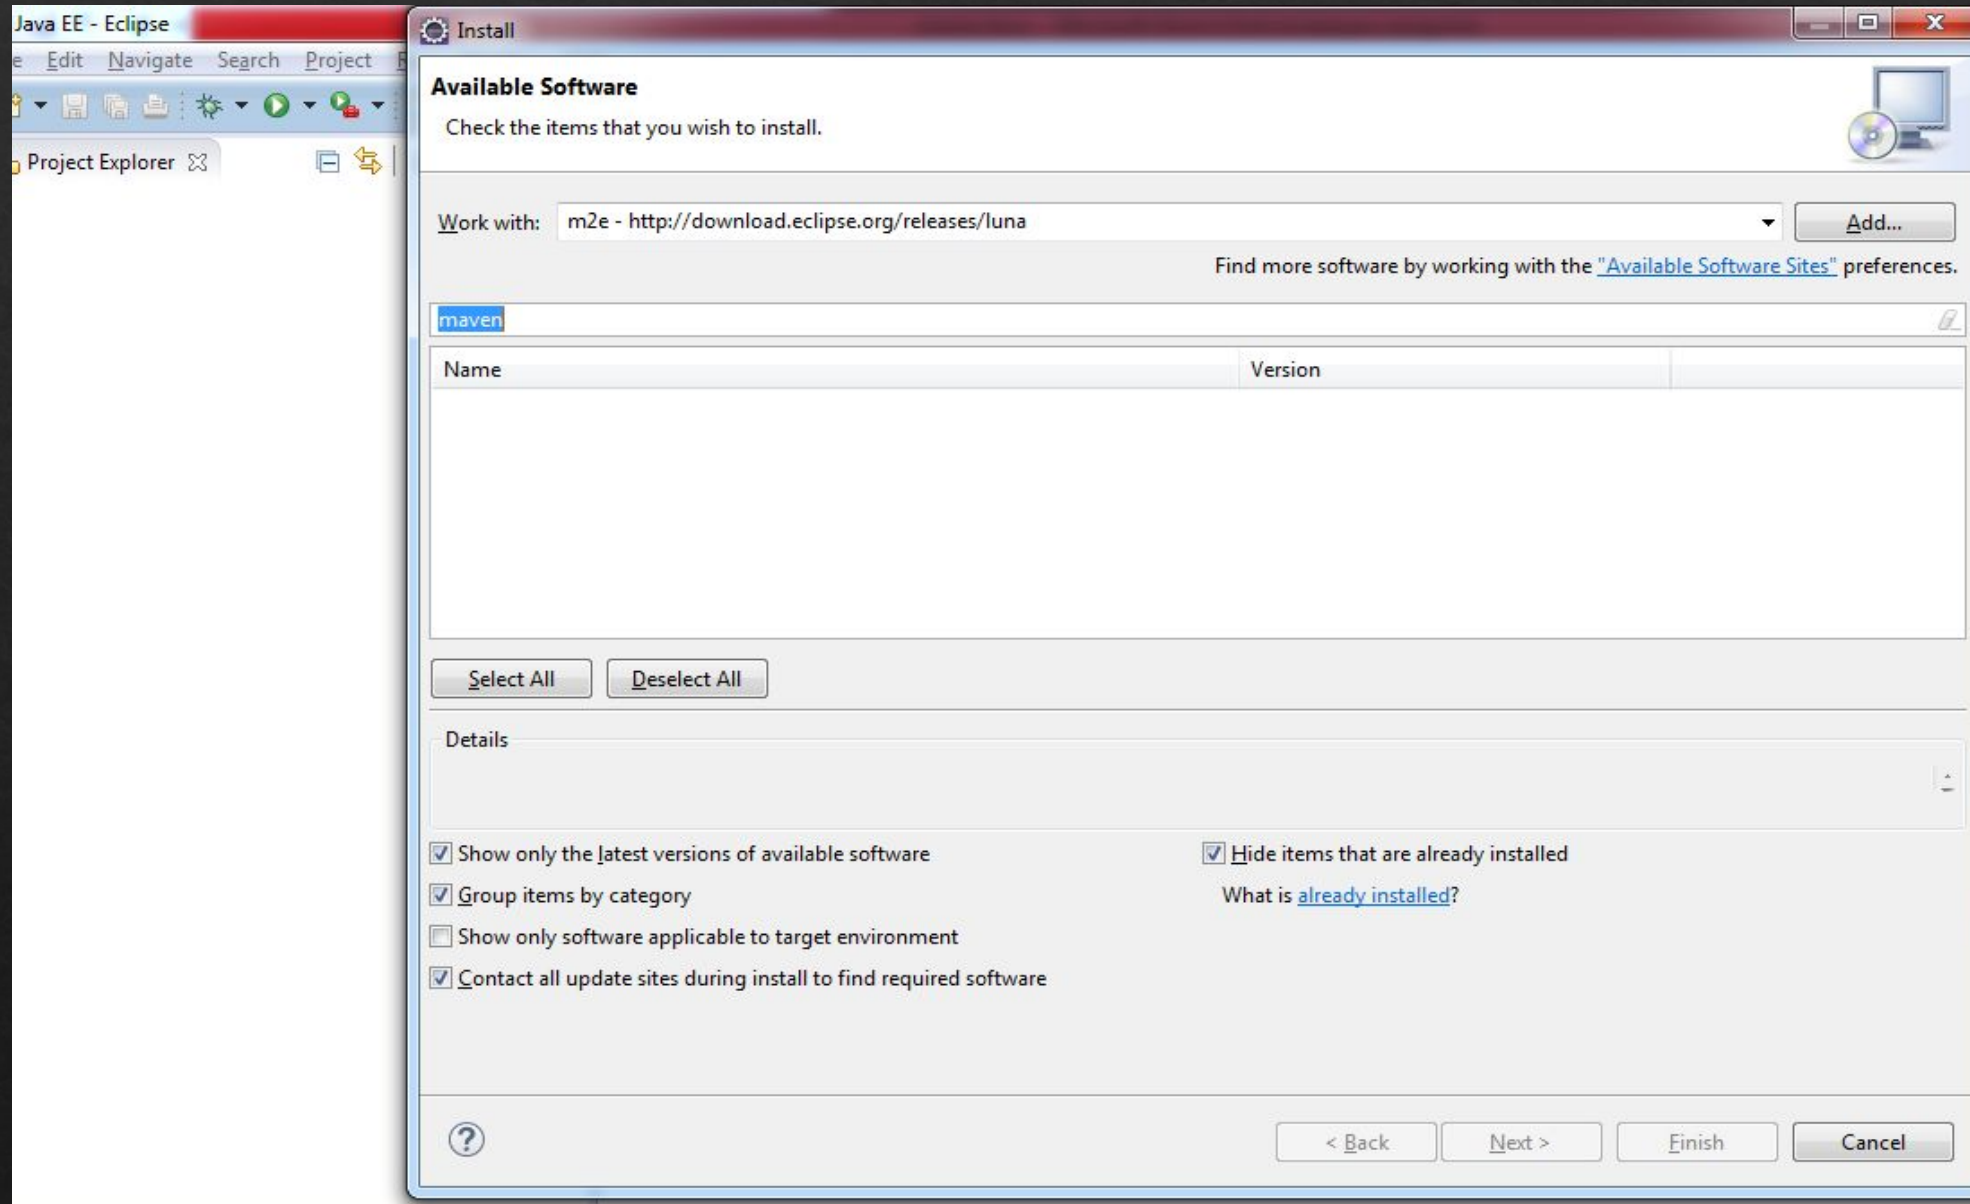 Java EE - Eclipse
Install
Edit Navigate Search Project
Available Software
Check the items that you wish to install.
Project Explorer
Work with: m2e - http://download.eclipse.org/releases/luna Add...
Find more software by working with the "Available Software Sites" preferences.
maven
Name Version
Select All Deselect All
Details
Show only the latest versions of available software Hide items that are already installed
Group items by category What is already installed?
Show only software applicable to target environment
Contact all update sites during install to find required software
? < Back Next > Finish Cancel